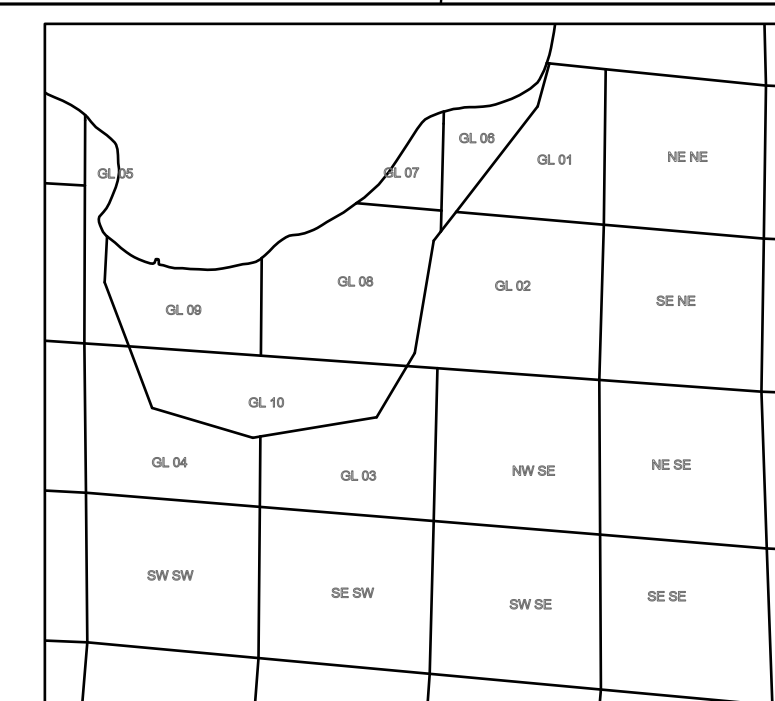 GL 06
GL 01
NE NE
GL 05
GL 07
GL 08
GL 02
SE NE
GL 09
GL 10
GL 04
GL 03
NW SE
NE SE
SW SW
SE SW
SW SE
SE SE